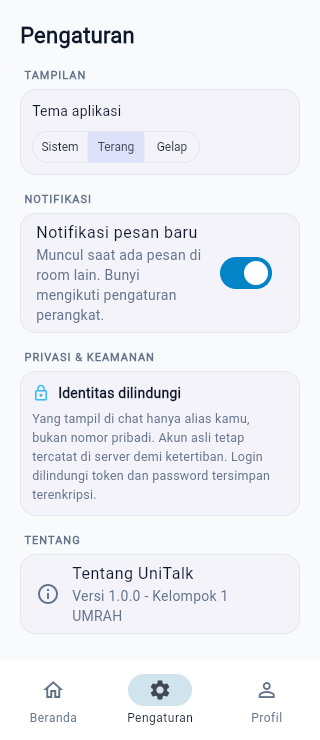 Pengaturan
TAMPILAN
Tema aplikasi
Sistem
Terang
Gelap
NOTIFIKASI
Notifikasi pesan baru
Muncul saat ada pesan di
room lain. Bunyi
mengikuti pengaturan
perangkat.
PRIVASI & KEAMANAN
Identitas dilindungi
Yang tampil di chat hanya alias kamu,
bukan nomor pribadi. Akun asli tetap
tercatat di server demi ketertiban. Login
dilindungi token dan password tersimpan
terenkripsi.
TENTANG
Tentang UniTalk
Versi 1.0.0 - Kelompok 1
UMRAH
Beranda
Pengaturan
Profil